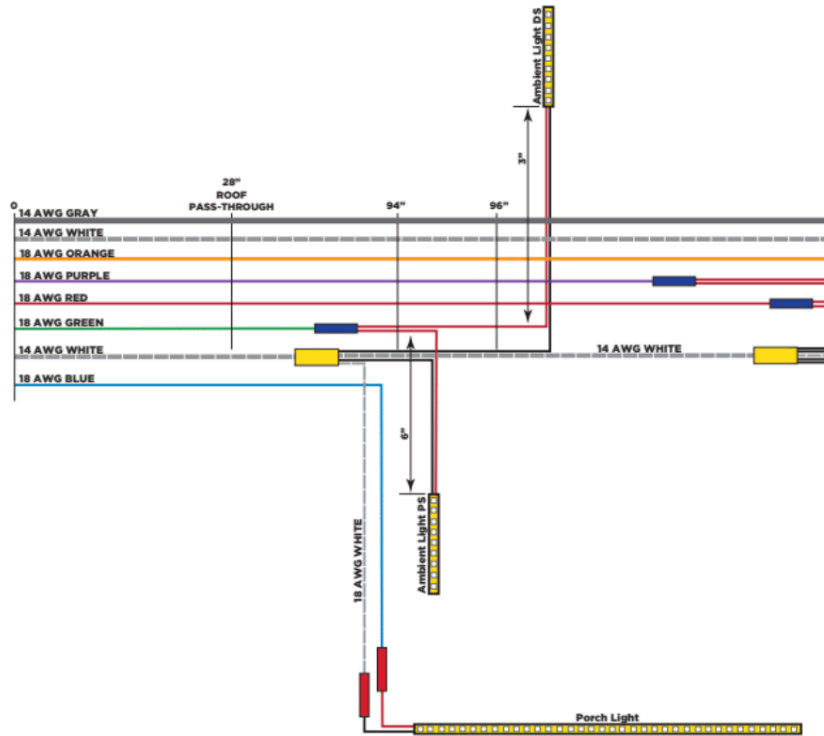 Ambient Light DS
3"
28"
ROOF
PASS-THROUGH
0
94"
96"
14 AWG GRAY
14 AWG WHITE
18 AWG ORANGE
18 AWG PURPLE
18 AWG RED
18 AWG GREEN
14 AWG WHITE
14 AWG WHITE
18 AWG BLUE
6"
Ambient Light PS
18 AWG WHITE
Porch Light